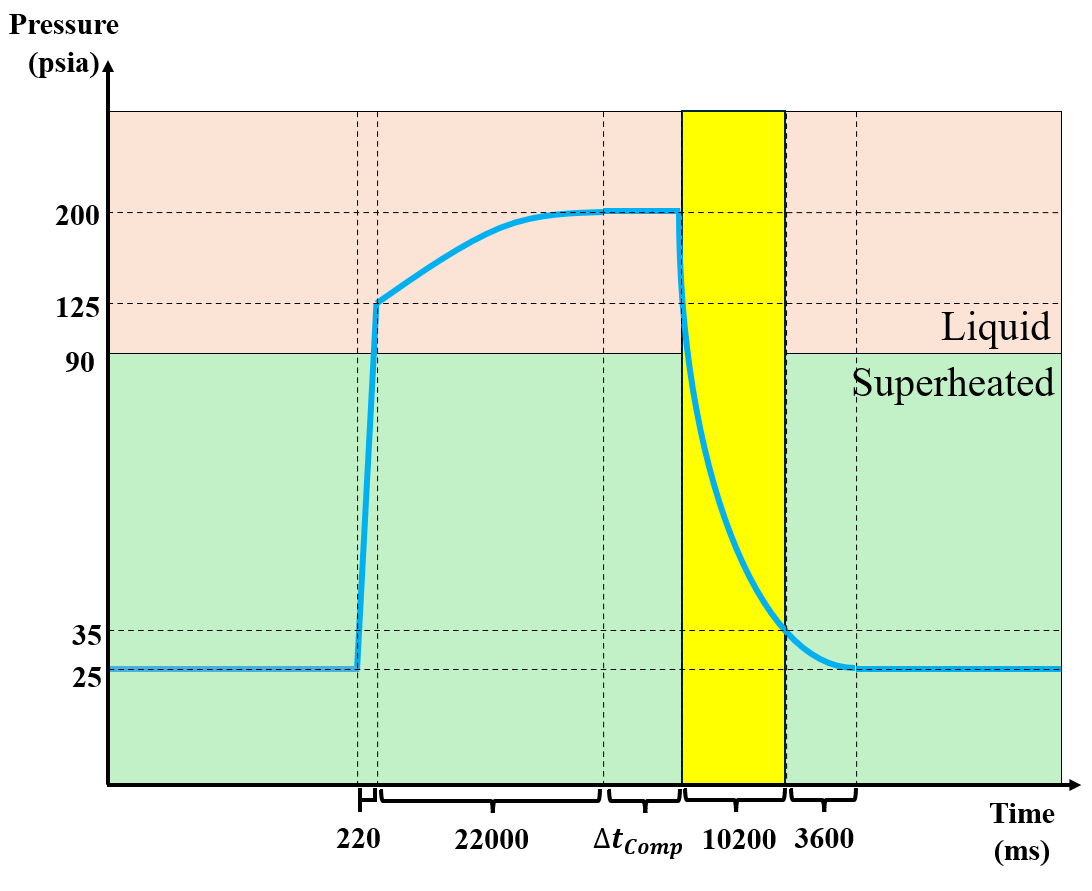 Pressure
(psia)
200
125
Liquid
90
Superheated
35
25
220
22000
Δt_Comp
10200
3600
Time
(ms)